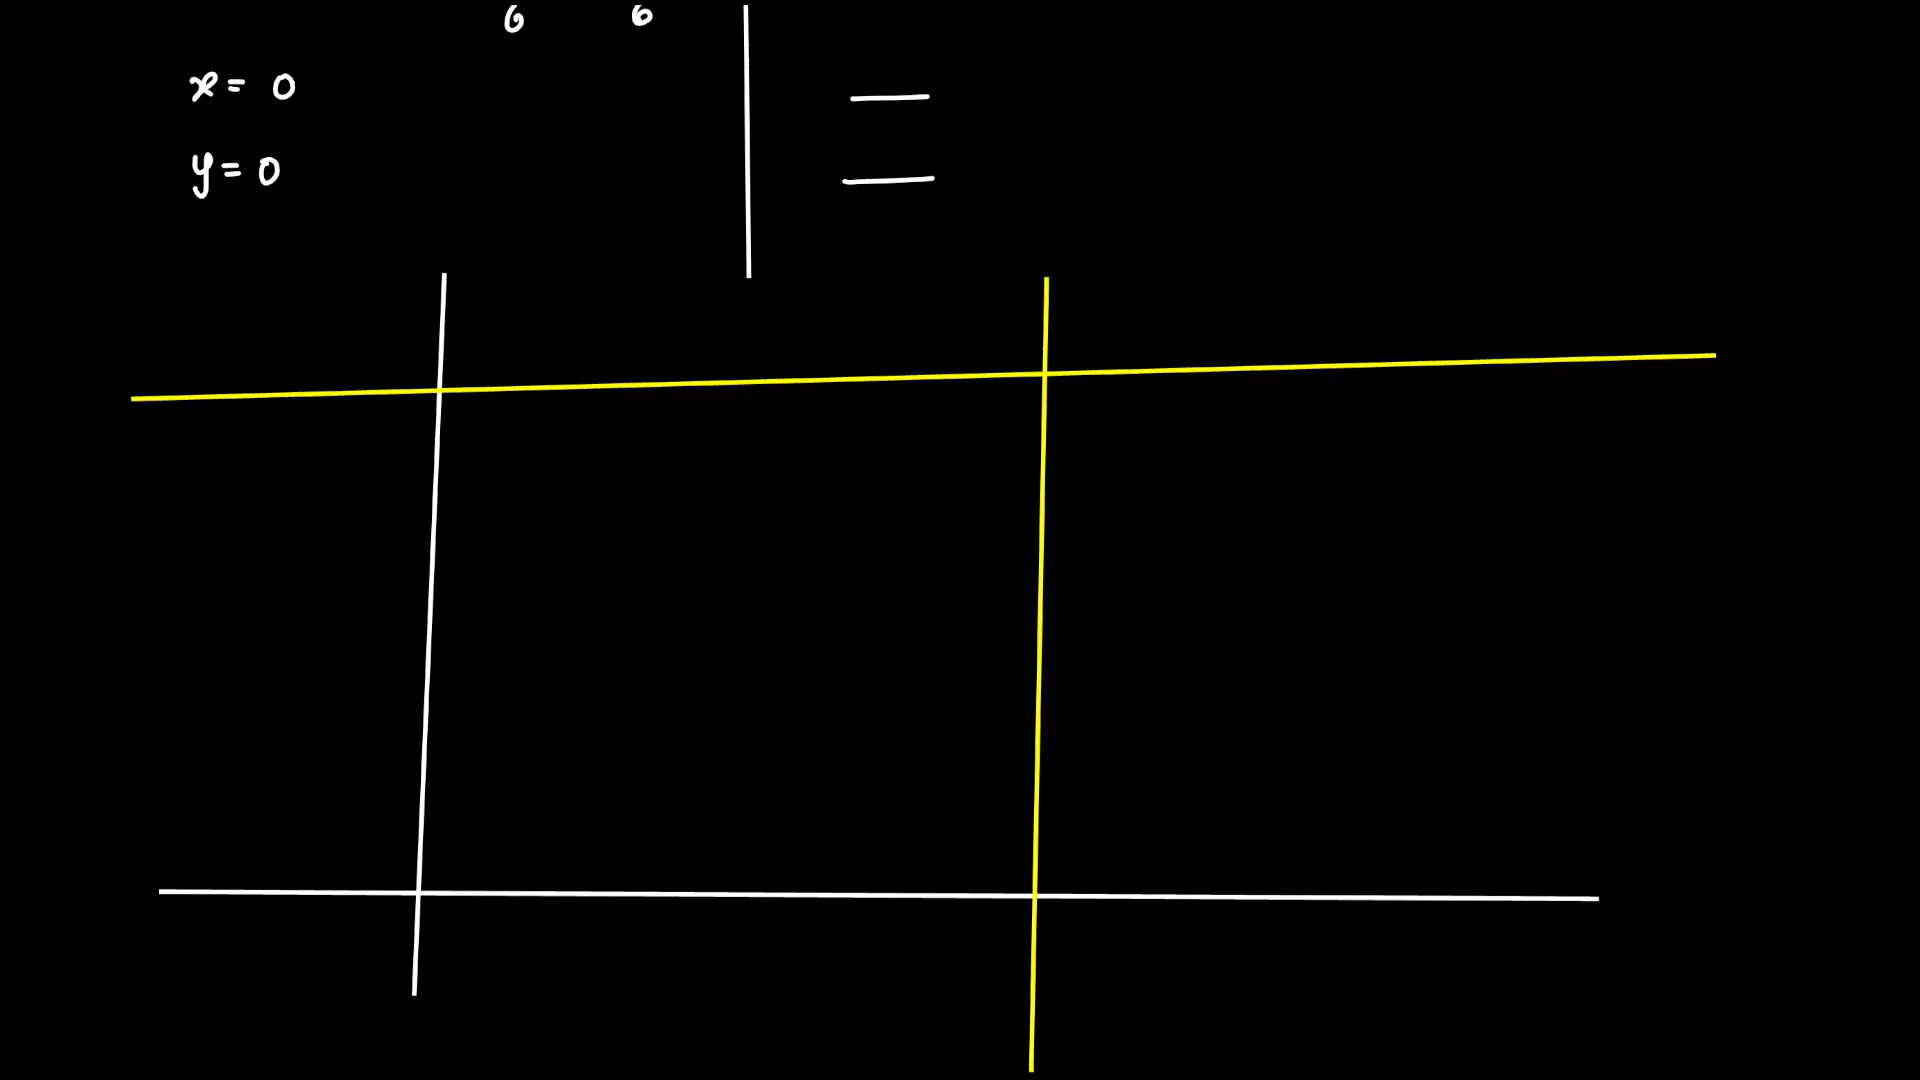 6 6
x = 0
y = 0